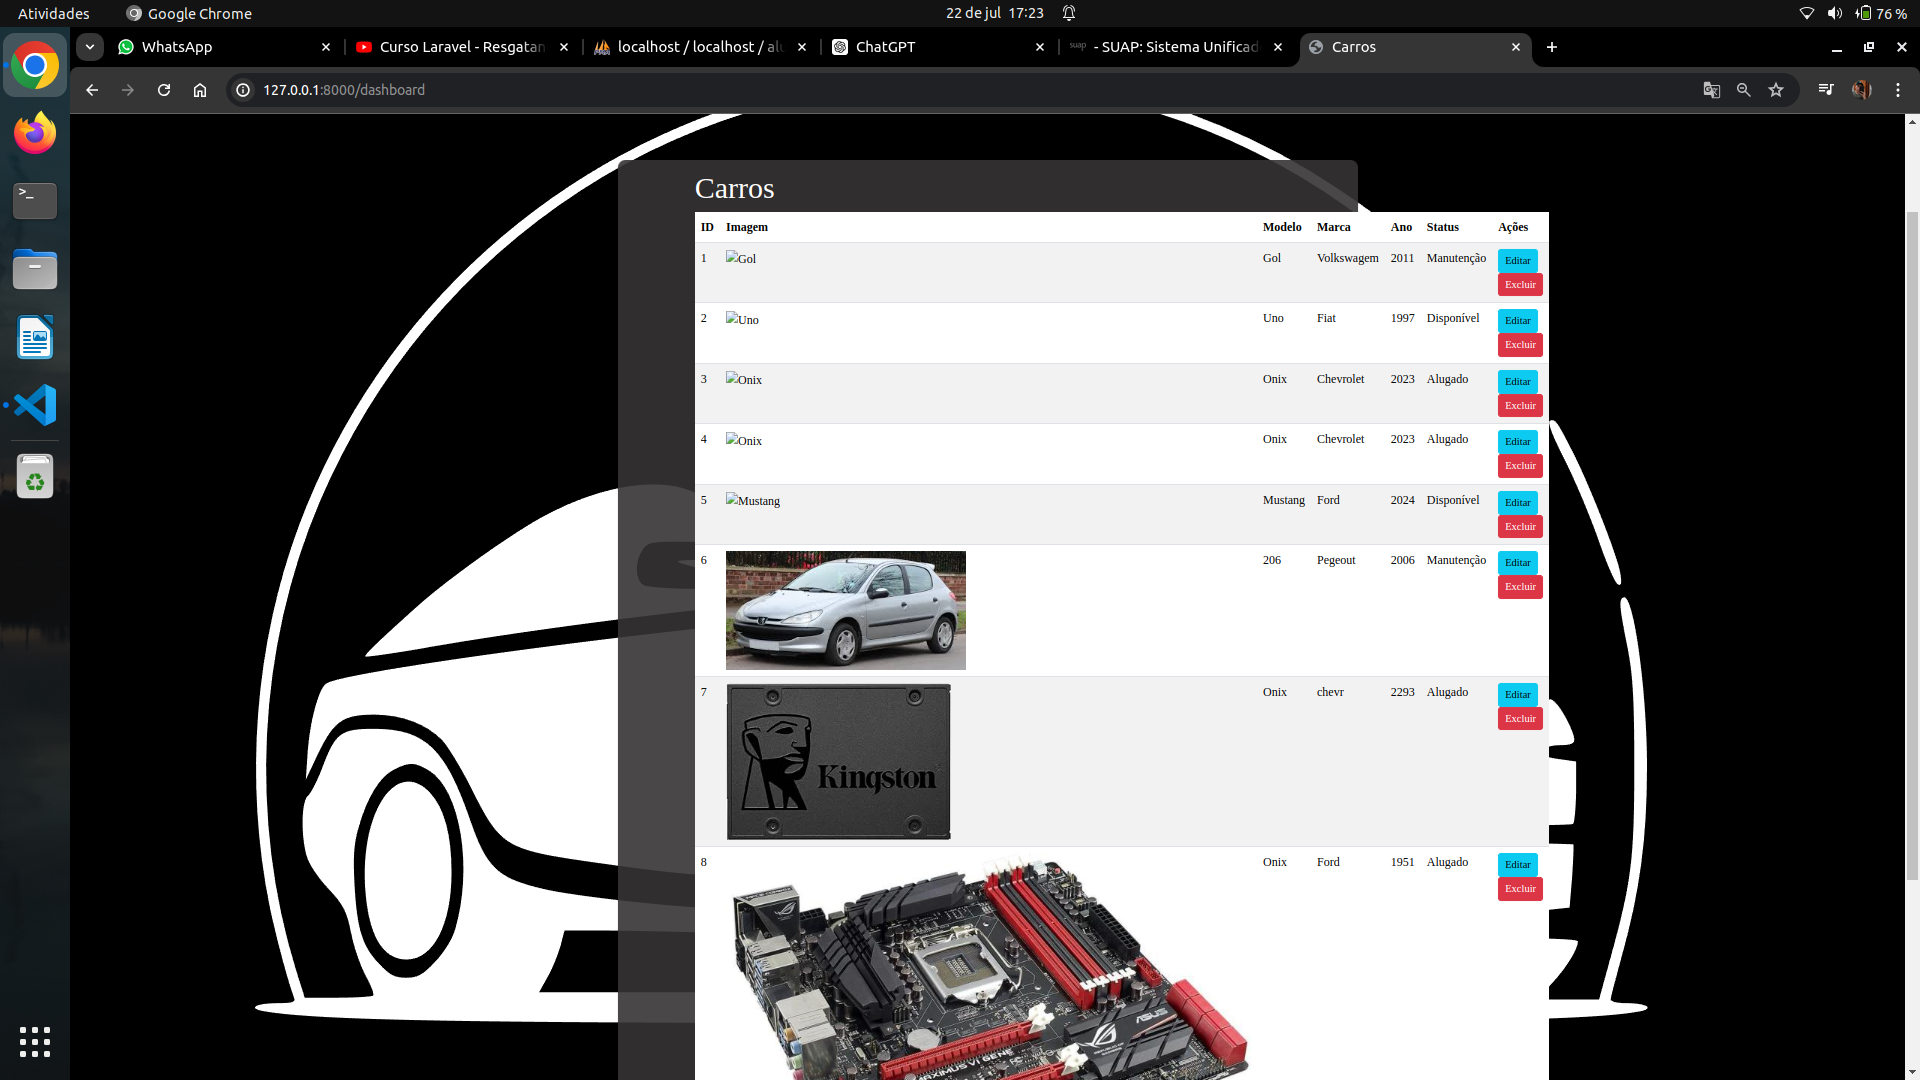 Atividades
Google Chrome
22 de jul 17:23
76 %
WhatsApp
Curso Laravel - Resgatan
localhost / localhost / alu
ChatGPT
suap
- SUAP: Sistema Unificad
Carros
127.0.0.1:8000/dashboard
Carros
ID Imagem Modelo Marca Ano Status Ações
1 Gol Gol Volkswagem 2011 Manutenção Editar
Excluir
2 Uno Uno Fiat 1997 Disponível Editar
Excluir
3 Onix Onix Chevrolet 2023 Alugado Editar
Excluir
4 Onix Onix Chevrolet 2023 Alugado Editar
Excluir
5 Mustang Mustang Ford 2024 Disponível Editar
Excluir
6 206 Pegeout 2006 Manutenção Editar
Excluir
7 Onix chevr 2293 Alugado Editar
Excluir
Kingston
8 Onix Ford 1951 Alugado Editar
Excluir
ASUS
MAXIMUS VI GENE